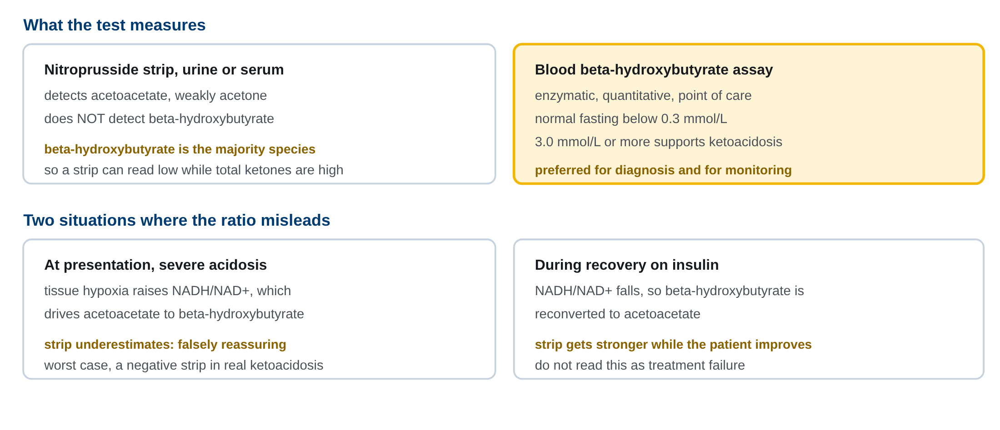 What the test measures
Nitroprusside strip, urine or serum
detects acetoacetate, weakly acetone
does NOT detect beta-hydroxybutyrate
beta-hydroxybutyrate is the majority species
so a strip can read low while total ketones are high
Blood beta-hydroxybutyrate assay
enzymatic, quantitative, point of care
normal fasting below 0.3 mmol/L
3.0 mmol/L or more supports ketoacidosis
preferred for diagnosis and for monitoring
Two situations where the ratio misleads
At presentation, severe acidosis
tissue hypoxia raises NADH/NAD+, which
drives acetoacetate to beta-hydroxybutyrate
strip underestimates: falsely reassuring
worst case, a negative strip in real ketoacidosis
During recovery on insulin
NADH/NAD+ falls, so beta-hydroxybutyrate is
reconverted to acetoacetate
strip gets stronger while the patient improves
do not read this as treatment failure